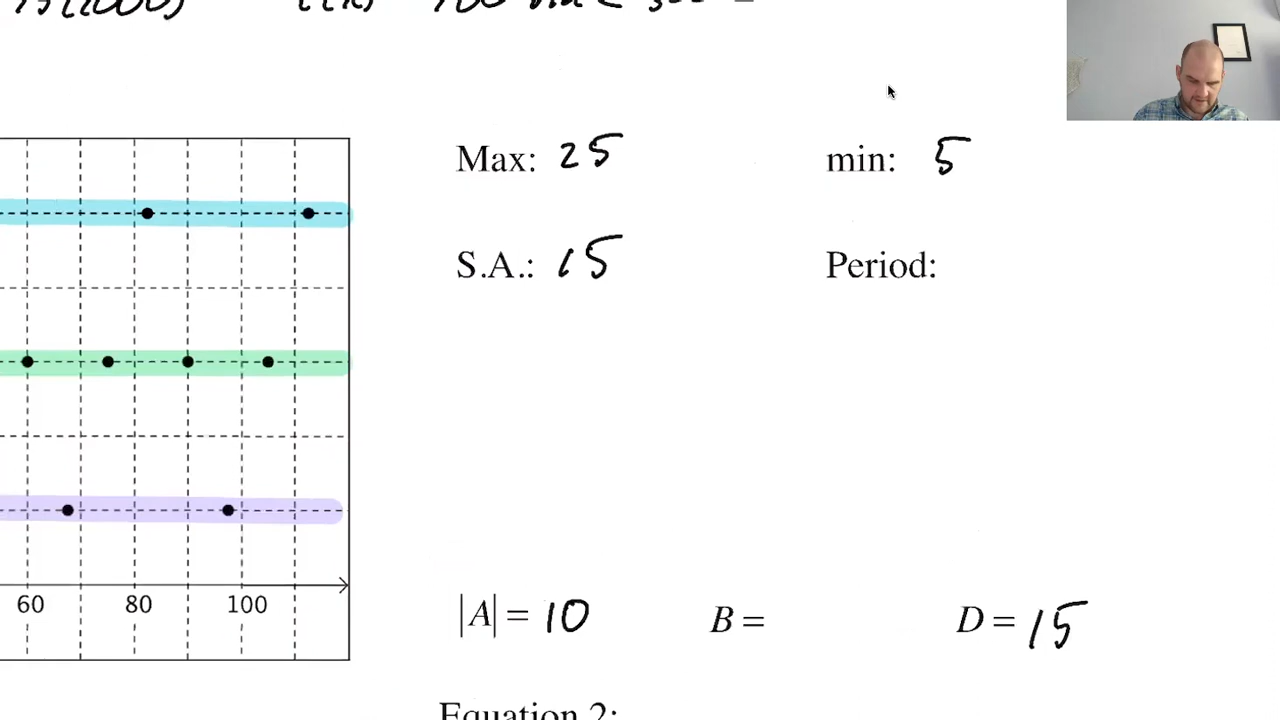 Max: 25 min: 5
S.A.: 15 Period:
60 80 100
|A| = 10 B = D = 15
Equation 2: